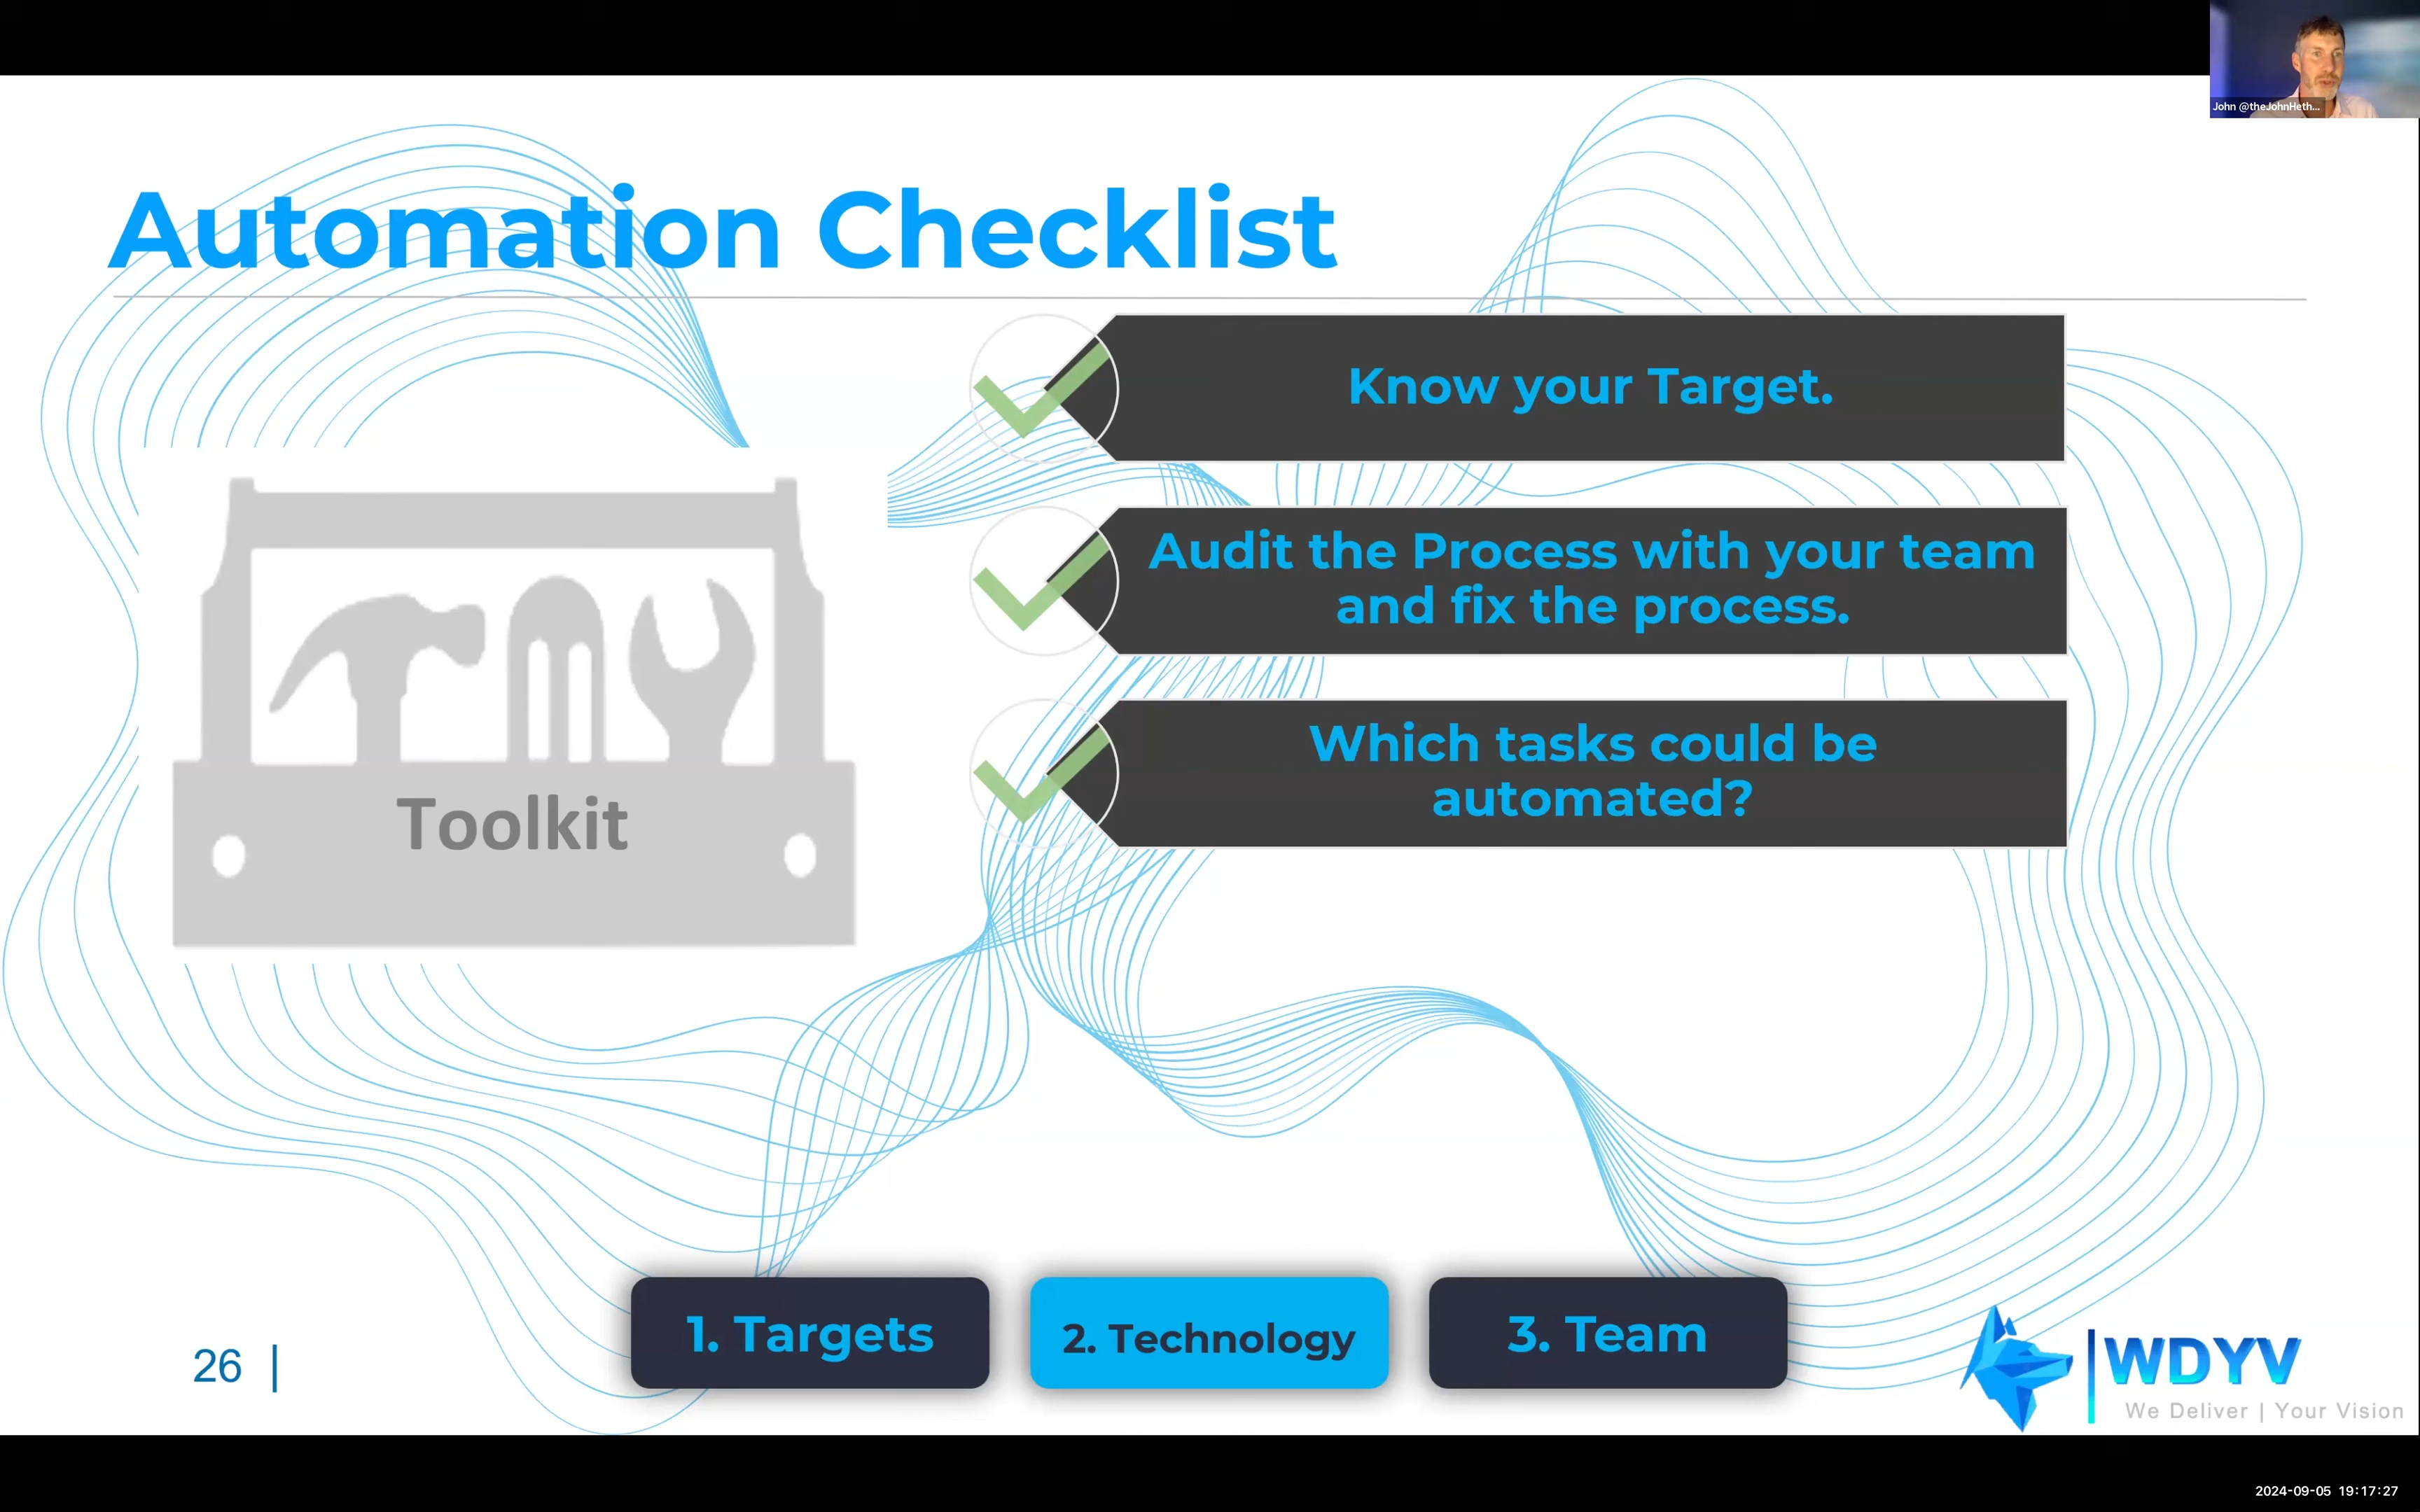 John @theJohnHeth...
Automation Checklist
Know your Target.
Audit the Process with your team
and fix the process.
Which tasks could be
automated?
Toolkit
1. Targets
2. Technology
3. Team
26
WDYV
We Deliver | Your Vision
2024-09-05 19:17:27